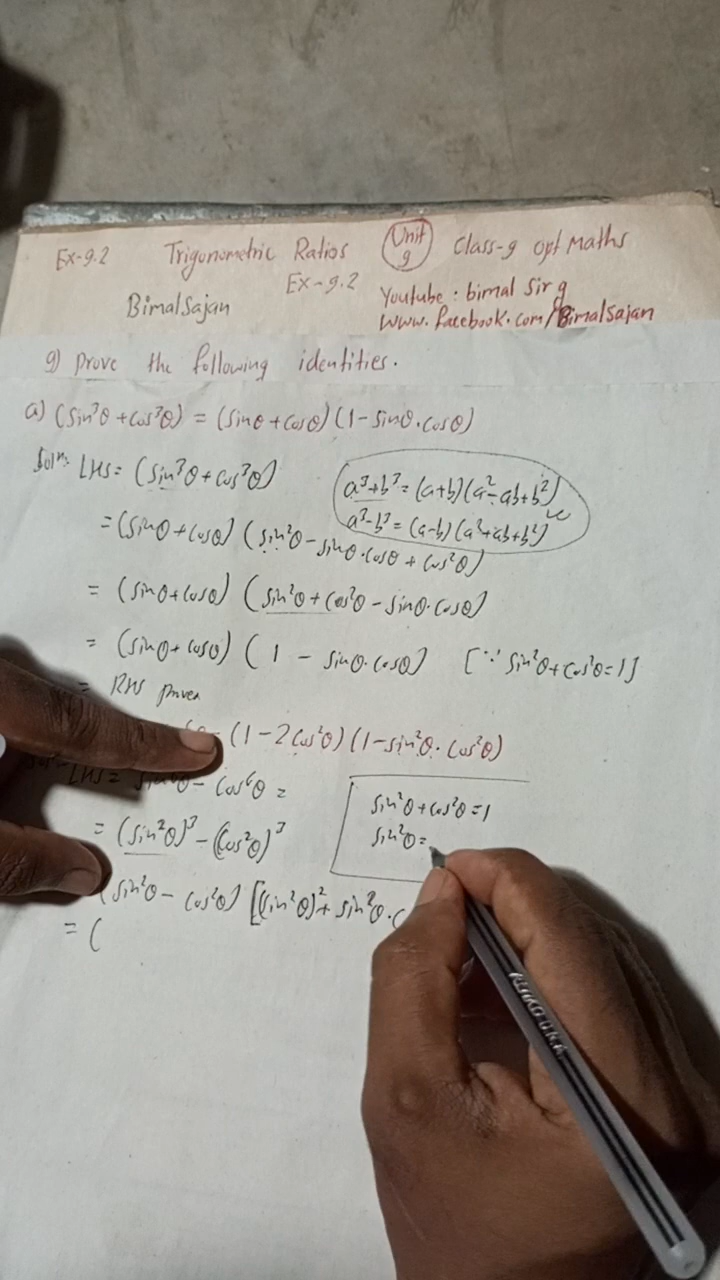 Ex-9.2 Trigonometric Ratios Unit 9 Class-9 opt Maths
Ex-9.2
Bimal Sajan Youtube : bimal Sir g
www.facebook.com/Bimalsajan
9) prove the following identities.
a) (sin³θ + cos³θ) = (sinθ + cosθ) (1 - sinθ.cosθ)
Solⁿ: LHS = (sin³θ + cos³θ)
a³+b³ = (a+b)(a²-ab+b²)
a³-b³ = (a-b)(a²+ab+b²)
= (sinθ + cosθ) (sin²θ - sinθ.cosθ + cos²θ)
= (sinθ + cosθ) (sin²θ + cos²θ - sinθ.cosθ)
= (sinθ + cosθ) (1 - sinθ.cosθ) [∵ sin²θ + cos²θ = 1]
= RHS proven
(1 - 2cos²θ) (1 - sin²θ.cos²θ)
LHS = sin⁶θ - cos⁶θ =
= (sin²θ)³ - (cos²θ)³
sin²θ + cos²θ = 1
sin²θ =
(sin²θ - cos²θ) [(sin²θ)² + sin²θ.
= (